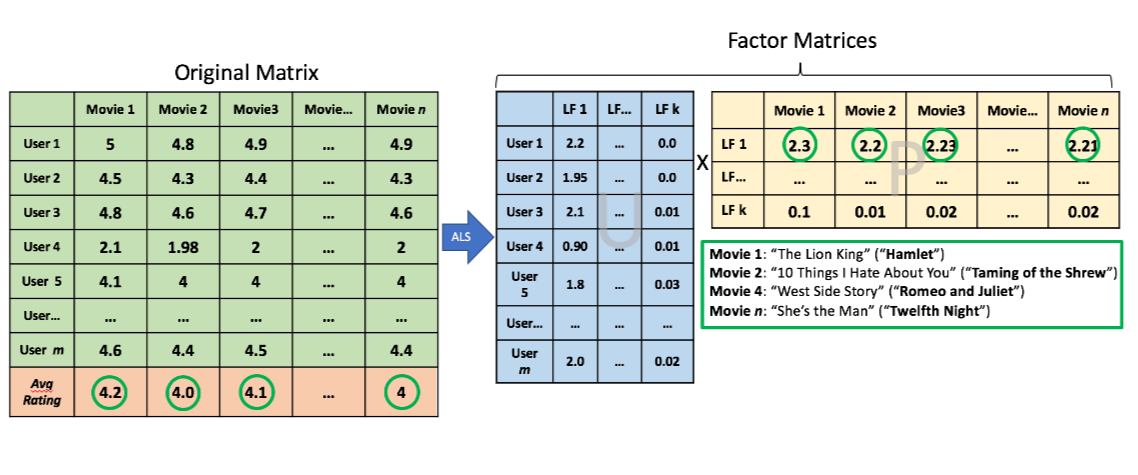 Factor Matrices
Original Matrix
Movie 1 Movie 2 Movie3 Movie... Movie n
User 1 5 4.8 4.9 ... 4.9
User 2 4.5 4.3 4.4 ... 4.3
User 3 4.8 4.6 4.7 ... 4.6
User 4 2.1 1.98 2 ... 2
User 5 4.1 4 4 ... 4
User... ... ... ... ... ...
User m 4.6 4.4 4.5 ... 4.4
Avg
Rating 4.2 4.0 4.1 ... 4
ALS
LF 1 LF... LF k
User 1 2.2 ... 0.0
User 2 1.95 ... 0.0
User 3 2.1 ... 0.01
User 4 0.90 ... 0.01
User
5 1.8 ... 0.03
User... ... ... ...
User
m 2.0 ... 0.02
U
X
Movie 1 Movie 2 Movie3 Movie... Movie n
LF 1 2.3 2.2 2.23 ... 2.21
LF... ... ... ... ... ...
LF k 0.1 0.01 0.02 ... 0.02
P
Movie 1: “The Lion King” (“Hamlet”)
Movie 2: “10 Things I Hate About You” (“Taming of the Shrew”)
Movie 4: “West Side Story” (“Romeo and Juliet”)
Movie n: “She’s the Man” (“Twelfth Night”)